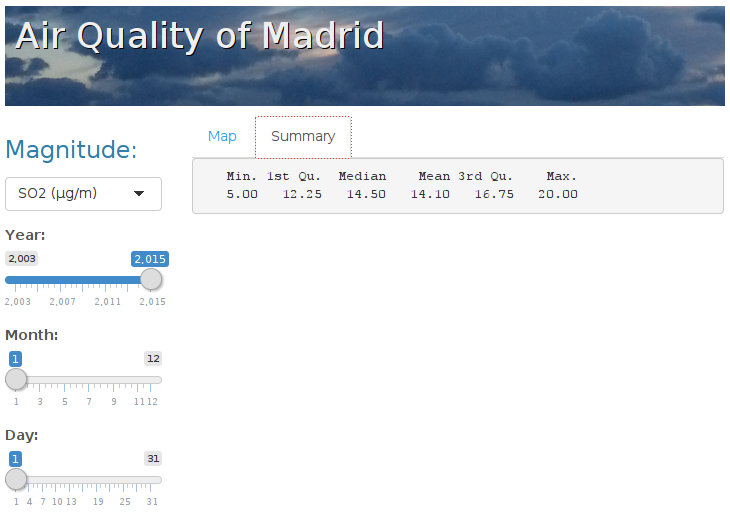 Air Quality of Madrid
Map Summary
Magnitude:
SO2 (µg/m)
Min. 1st Qu. Median Mean 3rd Qu. Max.
5.00 12.25 14.50 14.10 16.75 20.00
Year:
2,003 2,015
2,003 2,007 2,011 2,015
Month:
1 12
1 3 5 7 9 11 12
Day:
1 31
1 4 7 10 13 19 25 31